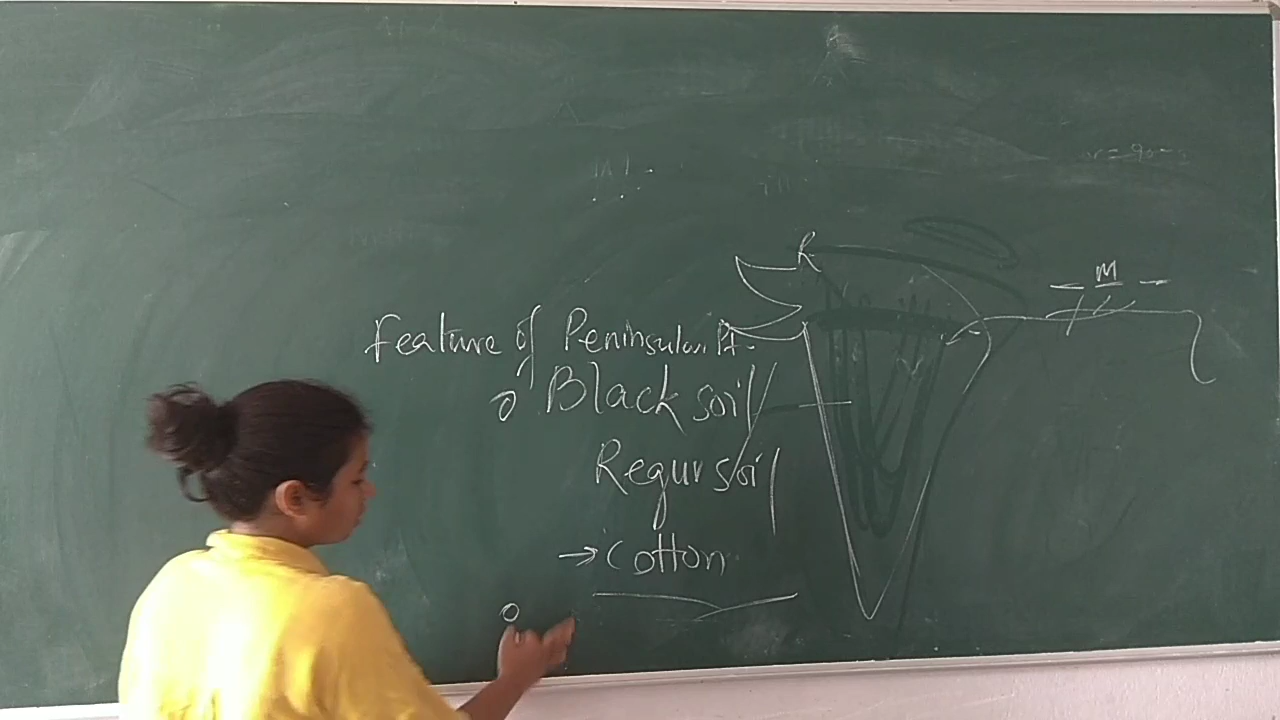 R
M
Feature of Peninsular Pt.
Black soil
Regur soil
→ Cotton